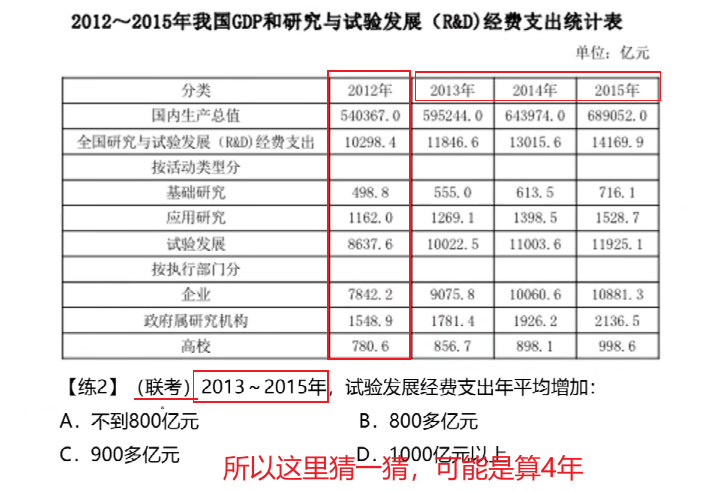 2012～2015年我国GDP和研究与试验发展（R&D)经费支出统计表
单位：亿元
分类 2012年 2013年 2014年 2015年
国内生产总值 540367.0 595244.0 643974.0 689052.0
全国研究与试验发展（R&D)经费支出 10298.4 11846.6 13015.6 14169.9
按活动类型分
基础研究 498.8 555.0 613.5 716.1
应用研究 1162.0 1269.1 1398.5 1528.7
试验发展 8637.6 10022.5 11003.6 11925.1
按执行部门分
企业 7842.2 9075.8 10060.6 10881.3
政府属研究机构 1548.9 1781.4 1926.2 2136.5
高校 780.6 856.7 898.1 998.6
【练2】（联考）2013～2015年，试验发展经费支出年平均增加：
A．不到800亿元 B．800多亿元
C．900多亿元 D．1000亿元以上
所以这里猜一猜，可能是算4年